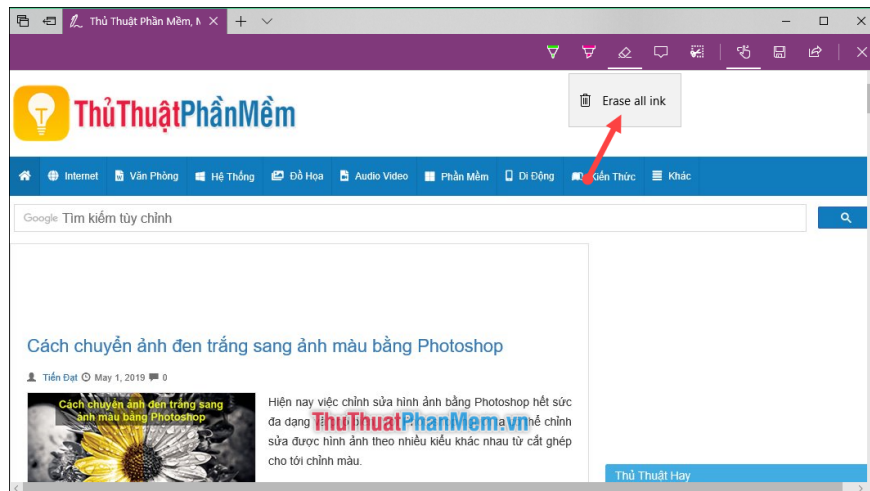 Thủ Thuật Phần Mềm, M
Erase all ink
ThủThuậtPhầnMềm
Internet Văn Phòng Hệ Thống Đồ Họa Audio Video Phần Mềm Di Động Kiến Thức Khác
Google Tìm kiếm tùy chỉnh
Cách chuyển ảnh đen trắng sang ảnh màu bằng Photoshop
Tiến Đạt May 1, 2019 0
Cách chuyển ảnh đen trắng sang
ảnh màu bằng Photoshop
Hiện nay việc chỉnh sửa hình ảnh bằng Photoshop hết sức
đa dạng ThuThuatPhanMem.vn thể chỉnh
sửa được hình ảnh theo nhiều kiểu khác nhau từ cắt ghép
cho tới chỉnh màu.
Thủ Thuật Hay